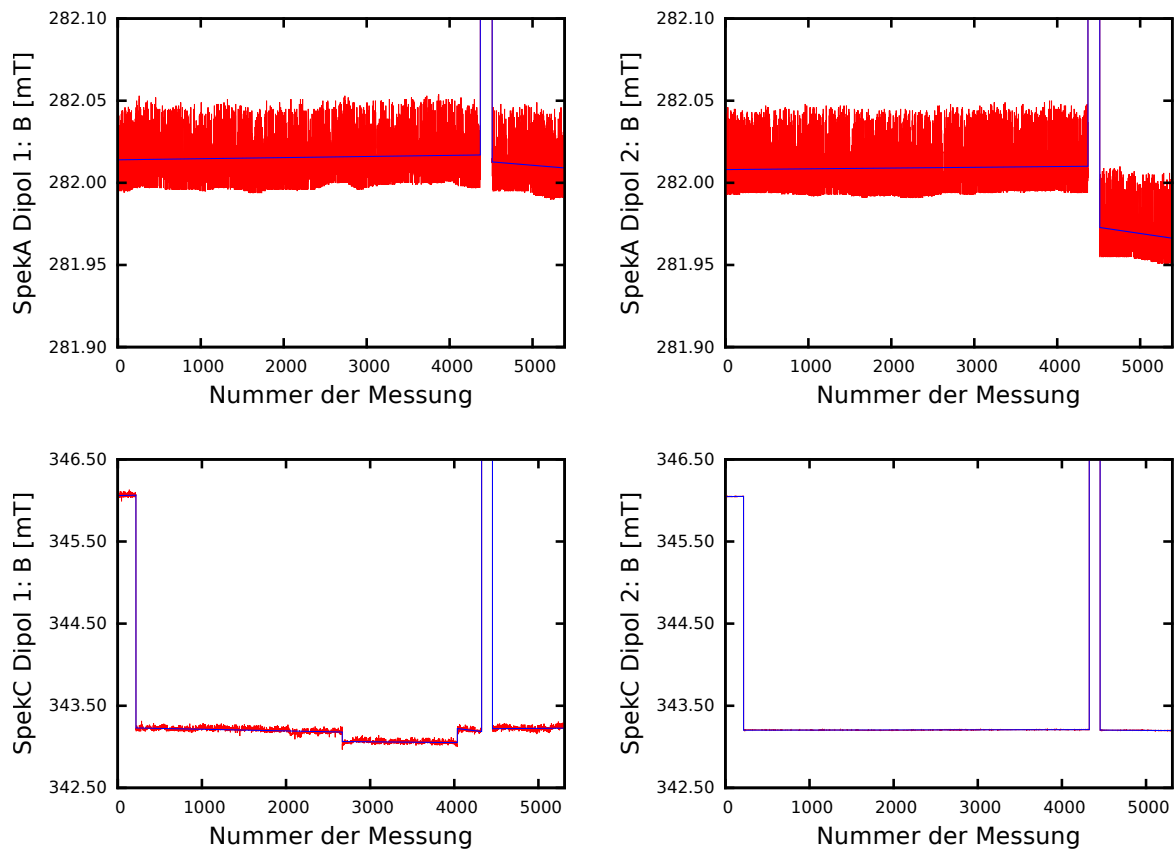 282.10
282.05
282.00
281.95
281.90
SpekA Dipol 1: B [mT]
0 1000 2000 3000 4000 5000
Nummer der Messung
282.10
282.05
282.00
281.95
281.90
SpekA Dipol 2: B [mT]
0 1000 2000 3000 4000 5000
Nummer der Messung
346.50
345.50
344.50
343.50
342.50
SpekC Dipol 1: B [mT]
0 1000 2000 3000 4000 5000
Nummer der Messung
346.50
345.50
344.50
343.50
342.50
SpekC Dipol 2: B [mT]
0 1000 2000 3000 4000 5000
Nummer der Messung